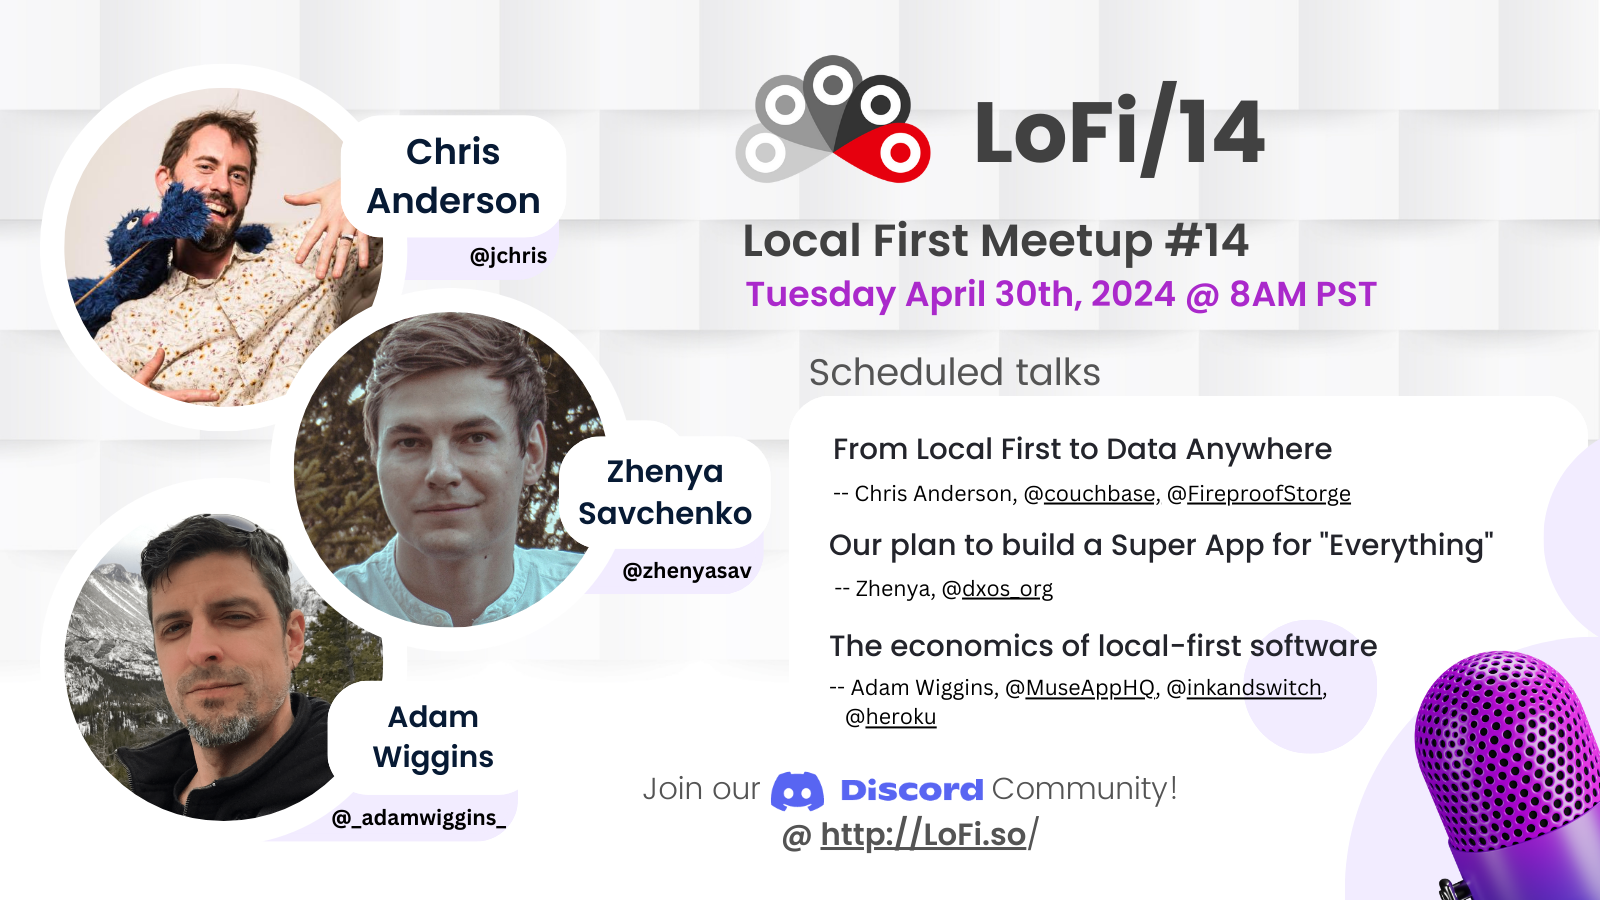 Chris
Anderson
@jchris
Zhenya
Savchenko
@zhenyasav
Adam
Wiggins
@_adamwiggins_
LoFi/14
Local First Meetup #14
Tuesday April 30th, 2024 @ 8AM PST
Scheduled talks
From Local First to Data Anywhere
-- Chris Anderson, @couchbase, @FireproofStorge
Our plan to build a Super App for "Everything"
-- Zhenya, @dxos_org
The economics of local-first software
-- Adam Wiggins, @MuseAppHQ, @inkandswitch,
@heroku
Join our Discord Community!
@ http://LoFi.so/